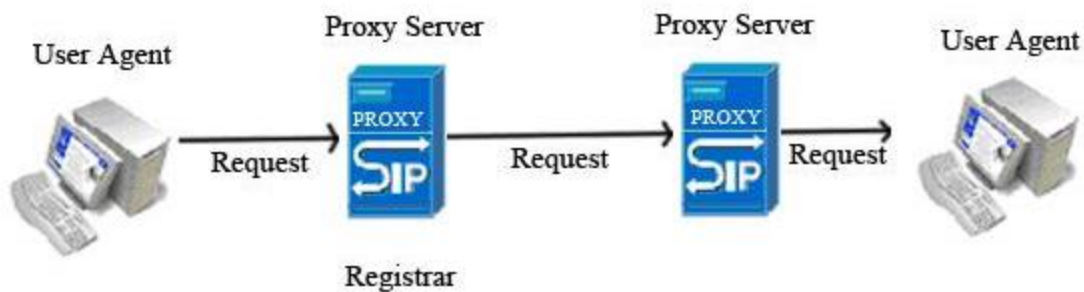 User Agent
Proxy Server
Proxy Server
User Agent
PROXY
SIP
PROXY
SIP
Request
Request
Request
Registrar